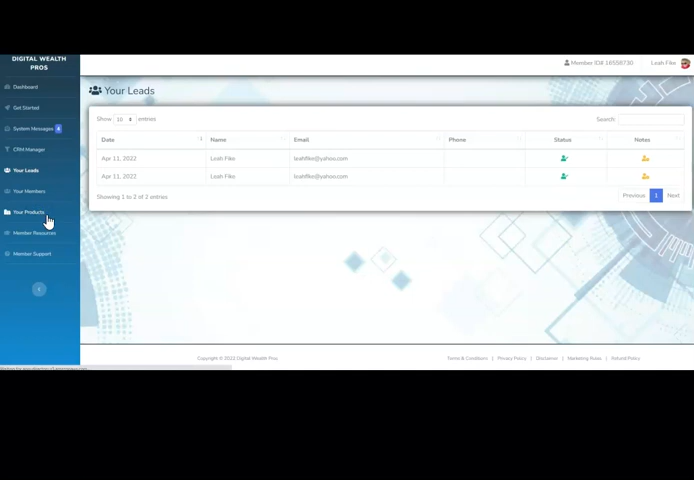 DIGITAL WEALTH
PROS
Member ID# 16558730
Leah Fike
Dashboard
Get Started
System Messages
CRM Manager
Your Leads
Your Members
Your Products
Member Resources
Member Support
Your Leads
Show 10 entries
Search:
Date Name Email Phone Status Notes
Apr 11, 2022 Leah Fike leahfike@yahoo.com
Apr 11, 2022 Leah Fike leahfike@yahoo.com
Showing 1 to 2 of 2 entries
Previous 1 Next
Copyright © 2022 Digital Wealth Pros.
Terms & Conditions | Privacy Policy | Disclaimer | Marketing Rules | Refund Policy